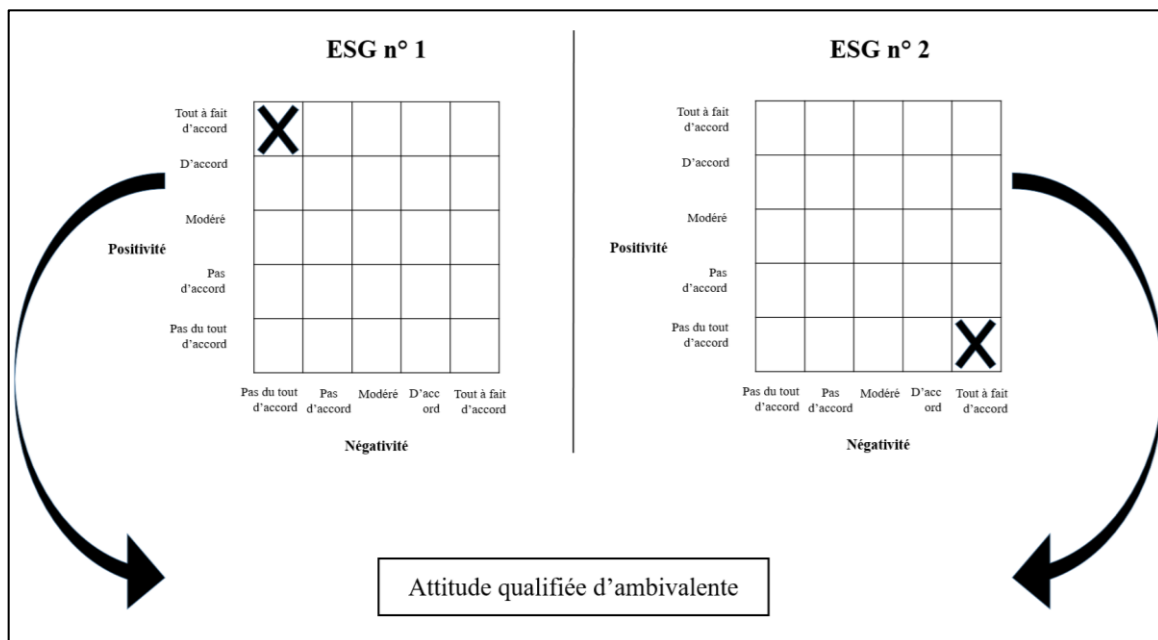 ESG n° 1
Tout à fait
d'accord
D'accord
Modéré
Positivité
Pas
d'accord
Pas du tout
d'accord
Pas du tout
d'accord
Pas
d'accord
Modéré
D'acc
ord
Tout à fait
d'accord
Négativité
ESG n° 2
Tout à fait
d'accord
D'accord
Modéré
Positivité
Pas
d'accord
Pas du tout
d'accord
Pas du tout
d'accord
Pas
d'accord
Modéré
D'acc
ord
Tout à fait
d'accord
Négativité
Attitude qualifiée d'ambivalente